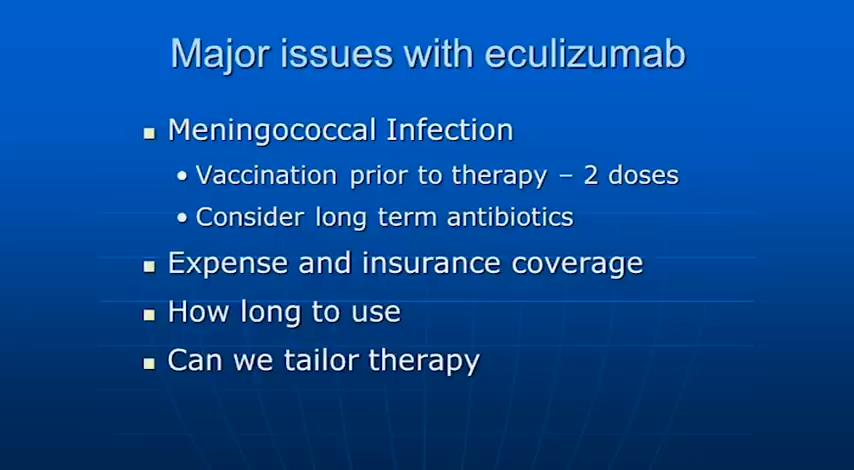 Major issues with eculizumab
Meningococcal Infection
Vaccination prior to therapy – 2 doses
Consider long term antibiotics
Expense and insurance coverage
How long to use
Can we tailor therapy